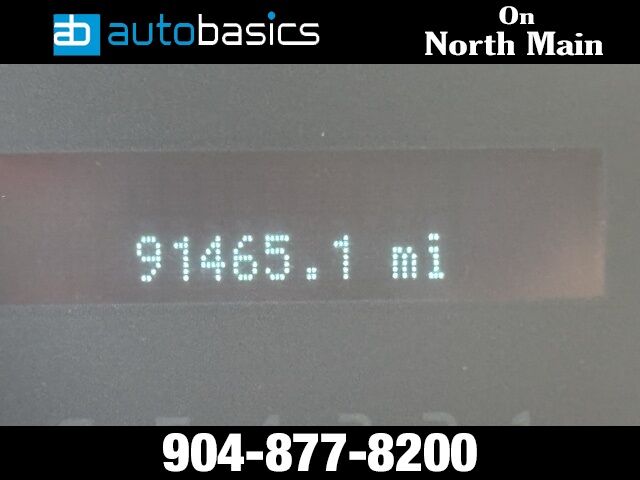 ab autobasics
On
North Main
91465.1 mi
904-877-8200